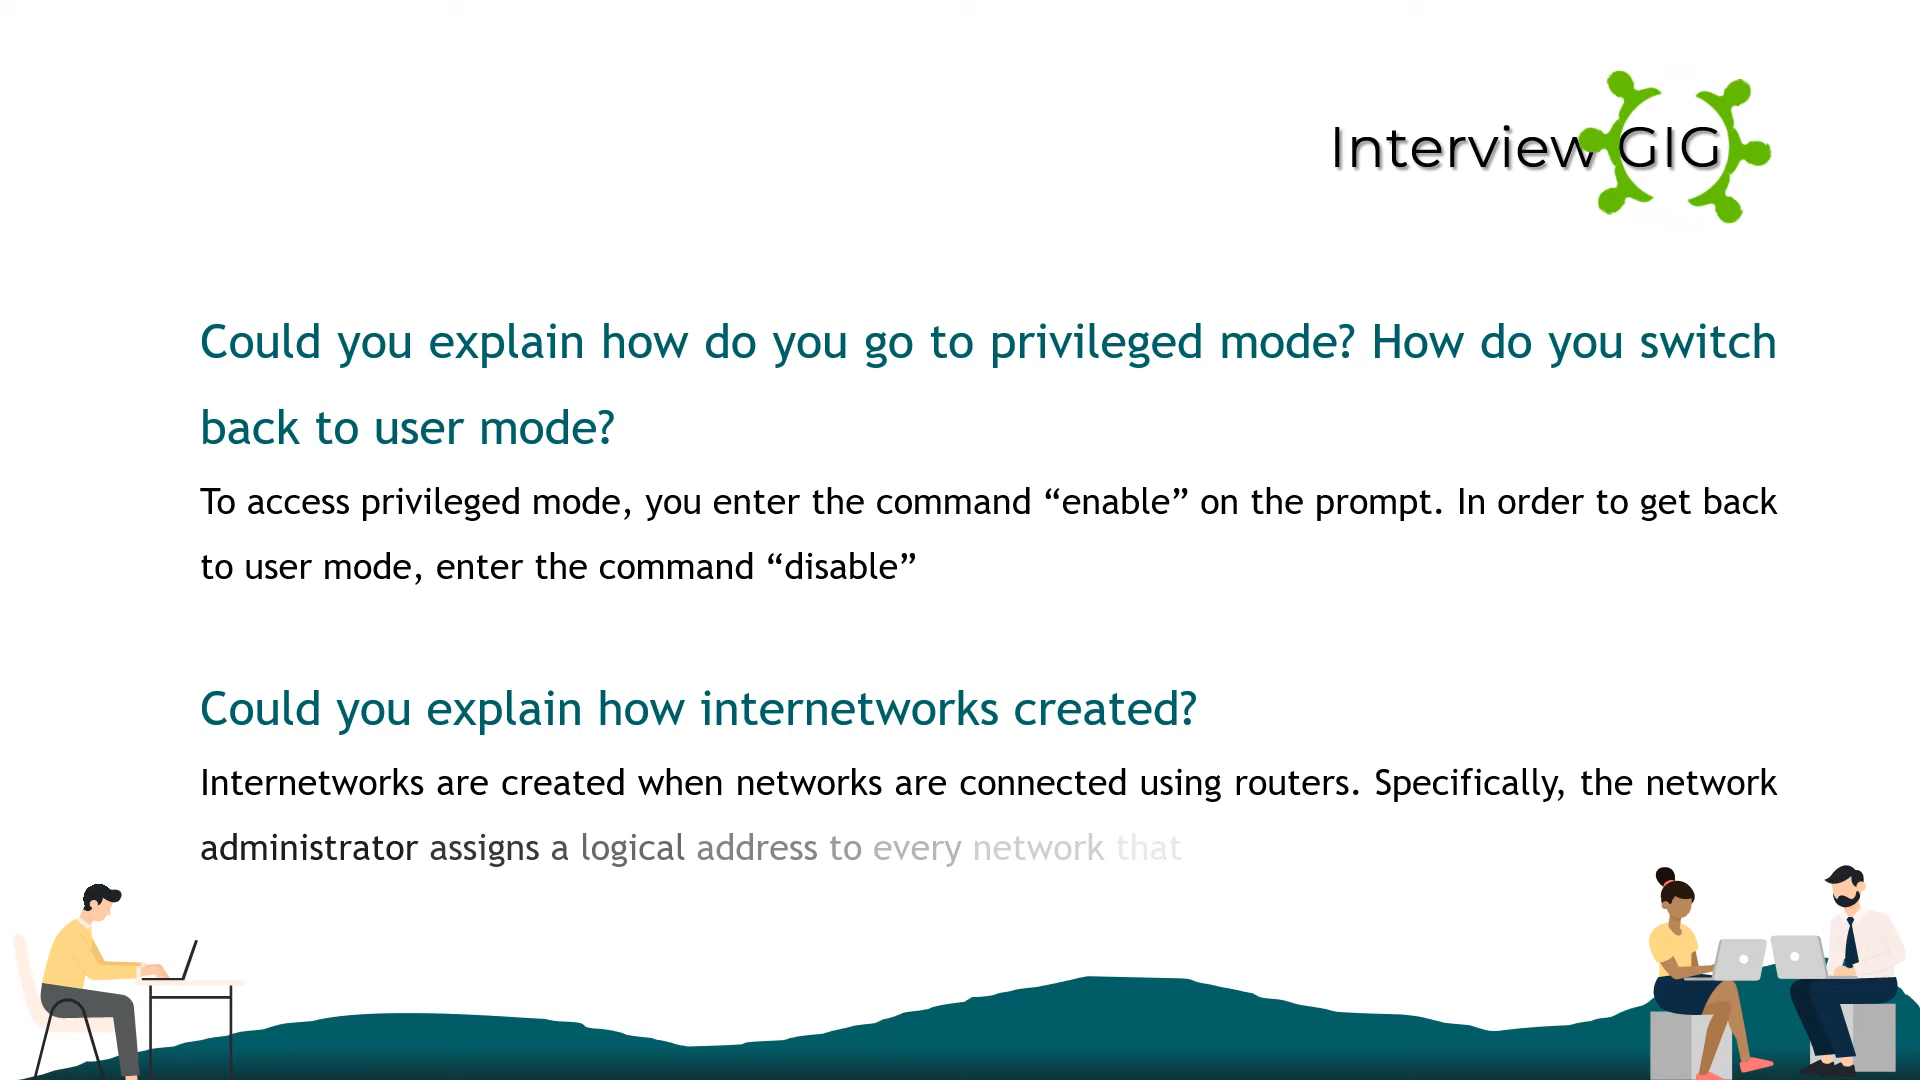 Interview GIG
Could you explain how do you go to privileged mode? How do you switch
back to user mode?
To access privileged mode, you enter the command “enable” on the prompt. In order to get back
to user mode, enter the command “disable”
Could you explain how internetworks created?
Internetworks are created when networks are connected using routers. Specifically, the network
administrator assigns a logical address to every network that